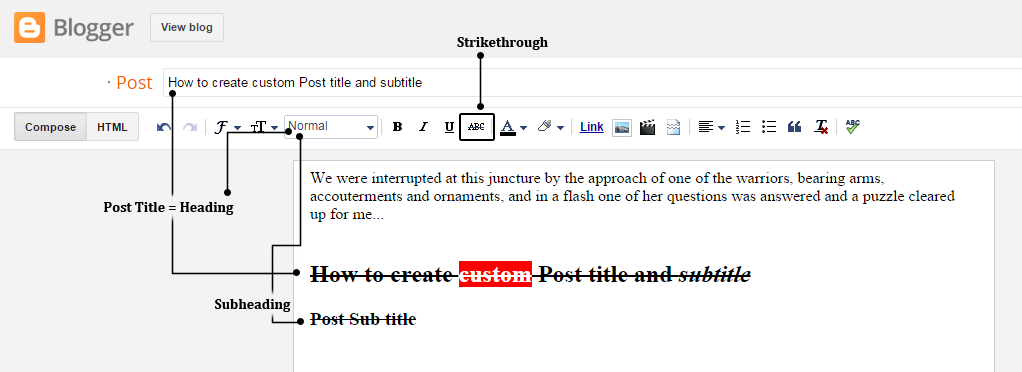 Blogger
View blog
Strikethrough
· Post
How to create custom Post title and subtitle
Compose
HTML
F
TT
Normal
B
I
U
ABC
A
Link
T
ABC
We were interrupted at this juncture by the approach of one of the warriors, bearing arms,
accouterments and ornaments, and in a flash one of her questions was answered and a puzzle cleared
up for me...
Post Title = Heading
How to create custom Post title and subtitle
Subheading
Post Sub title